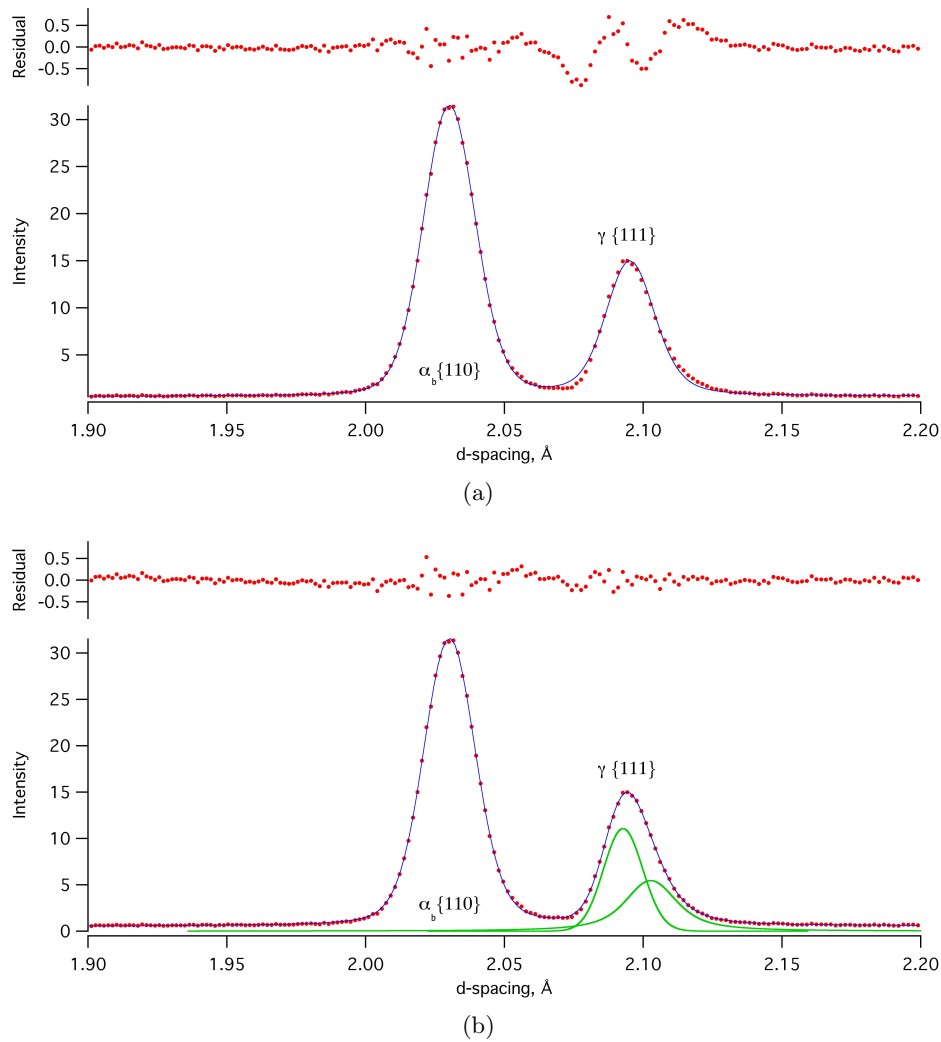 Residual
0.5
0.0
-0.5
Intensity
30
25
20
15
10
5
γ {111}
α_b{110}
1.90 1.95 2.00 2.05 2.10 2.15 2.20
d-spacing, Å
(a)
Residual
0.5
0.0
-0.5
Intensity
30
25
20
15
10
5
0
γ {111}
α_b{110}
1.90 1.95 2.00 2.05 2.10 2.15 2.20
d-spacing, Å
(b)